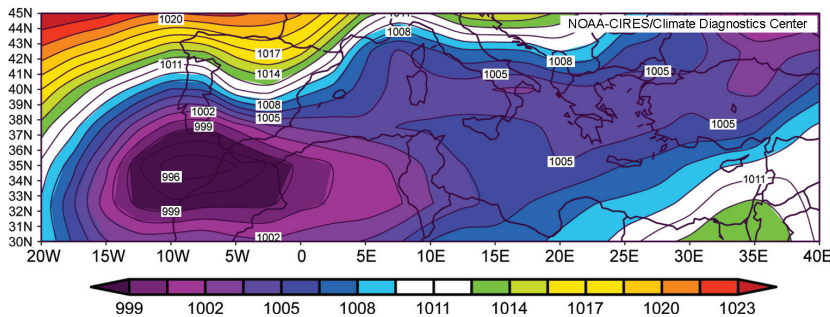 NOAA-CIRES/Climate Diagnostics Center
45N
44N
43N
42N
41N
40N
39N
38N
37N
36N
35N
34N
33N
32N
31N
30N
1020
1017
1014
1011
1008
1005
1002
999
996
999
1002
1008
1005
1008
1005
1005
1005
1011
20W 15W 10W 5W 0 5E 10E 15E 20E 25E 30E 35E 40E
999 1002 1005 1008 1011 1014 1017 1020 1023